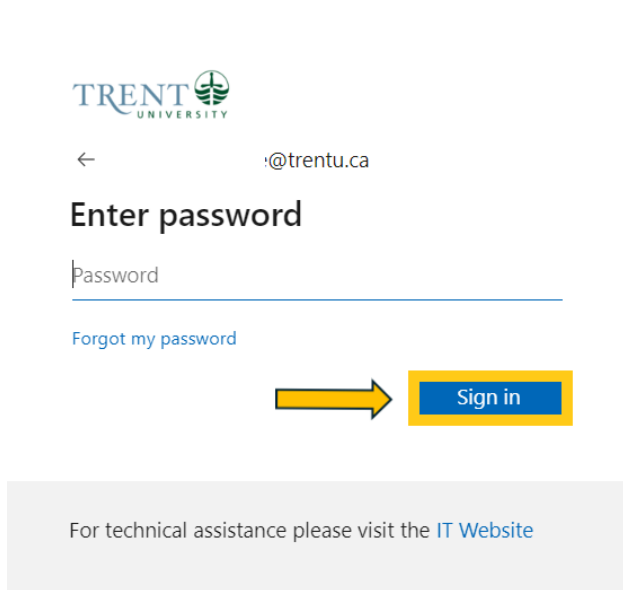 TRENT
UNIVERSITY
@trentu.ca
Enter password
Password
Forgot my password
Sign in
For technical assistance please visit the IT Website